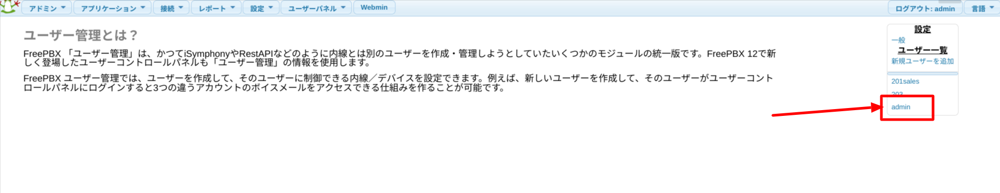 アドミン アプリケーション 接続 レポート 設定 ユーザーパネル Webmin ログアウト: admin 言語
ユーザー管理とは？
FreePBX 「ユーザー管理」は、かつてiSymphonyやRestAPIなどのように内線とは別のユーザーを作成・管理しようとしていたいくつかのモジュールの統一版です。FreePBX 12で新
しく登場したユーザーコントロールパネルも「ユーザー管理」の情報を使用します。
FreePBX ユーザー管理では、ユーザーを作成して、そのユーザーに制御できる内線／デバイスを設定できます。例えば、新しいユーザーを作成して、そのユーザーがユーザーコント
ロールパネルにログインすると3つの違うアカウントのボイスメールをアクセスできる仕組みを作ることが可能です。
設定
一般
ユーザー一覧
新規ユーザーを追加
201sales
203
admin